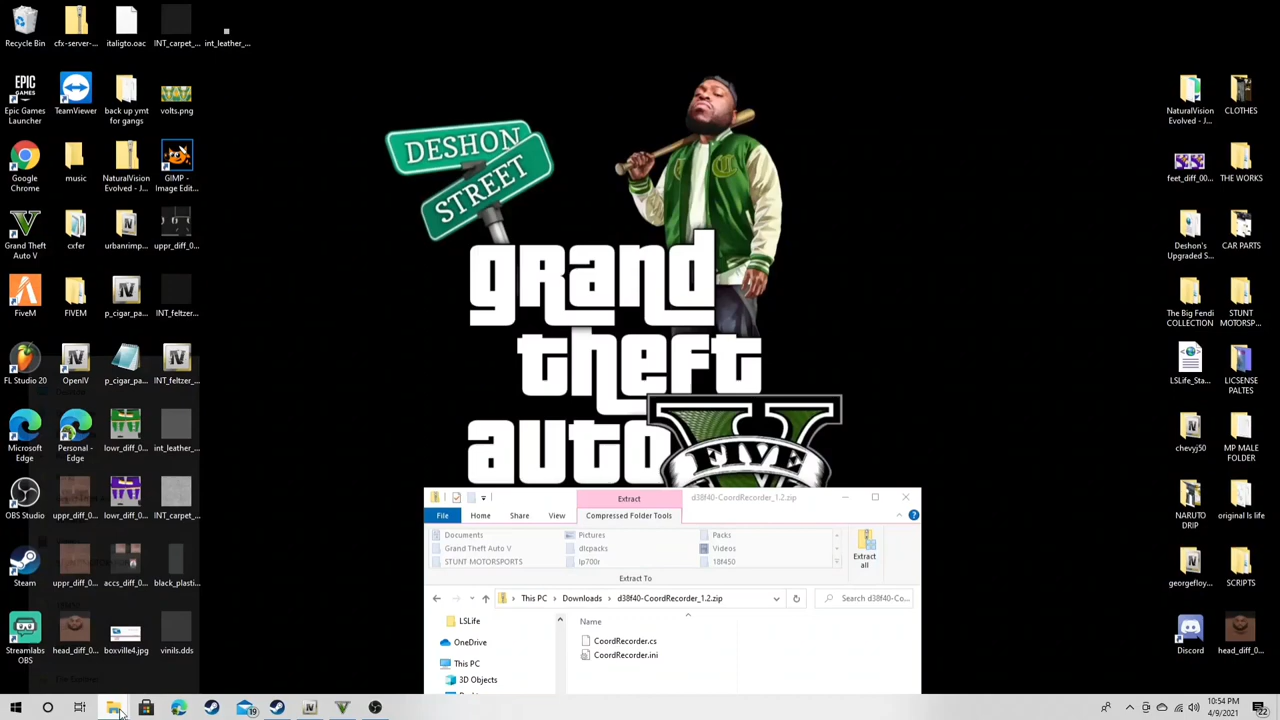 Recycle Bin
cfx-server-...
italigto.oac
INT_carpet_...
int_leather_...
Epic Games
Launcher
TeamViewer
back up ymt
for gangs
volts.png
Google
Chrome
music
NaturalVision
Evolved - J...
GIMP -
Image Edit...
Grand Theft
Auto V
cxfer
urbanrimp...
uppr_diff_0...
FiveM
FIVEM
p_cigar_pa...
INT_feltzer...
FL Studio 20
OpenIV
p_cigar_pa...
INT_feltzer...
Microsoft
Edge
Personal -
Edge
lowr_diff_0...
int_leather_...
OBS Studio
uppr_diff_0...
lowr_diff_0...
INT_carpet_...
Steam
uppr_diff_0...
accs_diff_0...
black_plasti...
Streamlabs
OBS
head_diff_0...
boxville4.jpg
vinils.dds
DESHON
STREET
grand
theft
auto
V
FIVE
NaturalVision
Evolved - J...
CLOTHES
feet_diff_00...
THE WORKS
Deshon's
Upgraded S...
CAR PARTS
The Big Fendi
COLLECTION
STUNT
MOTORSP...
LSLife_Sta...
LICSENSE
PALTES
chevyj50
MP MALE
FOLDER
NARUTO
DRIP
original ls life
georgefloy...
SCRIPTS
Discord
head_diff_0...
Extract
d38f40-CoordRecorder_1.2.zip
File
Home
Share
View
Compressed Folder Tools
Documents
Pictures
Packs
Grand Theft Auto V
dlcpacks
Videos
STUNT MOTORSPORTS
lp700r
18f450
Extract
all
Extract To
This PC
Downloads
d38f40-CoordRecorder_1.2.zip
Search d38f40-Co...
Name
LSLife
OneDrive
This PC
3D Objects
CoordRecorder.cs
CoordRecorder.ini
19
10:54 PM
4/9/2021
22